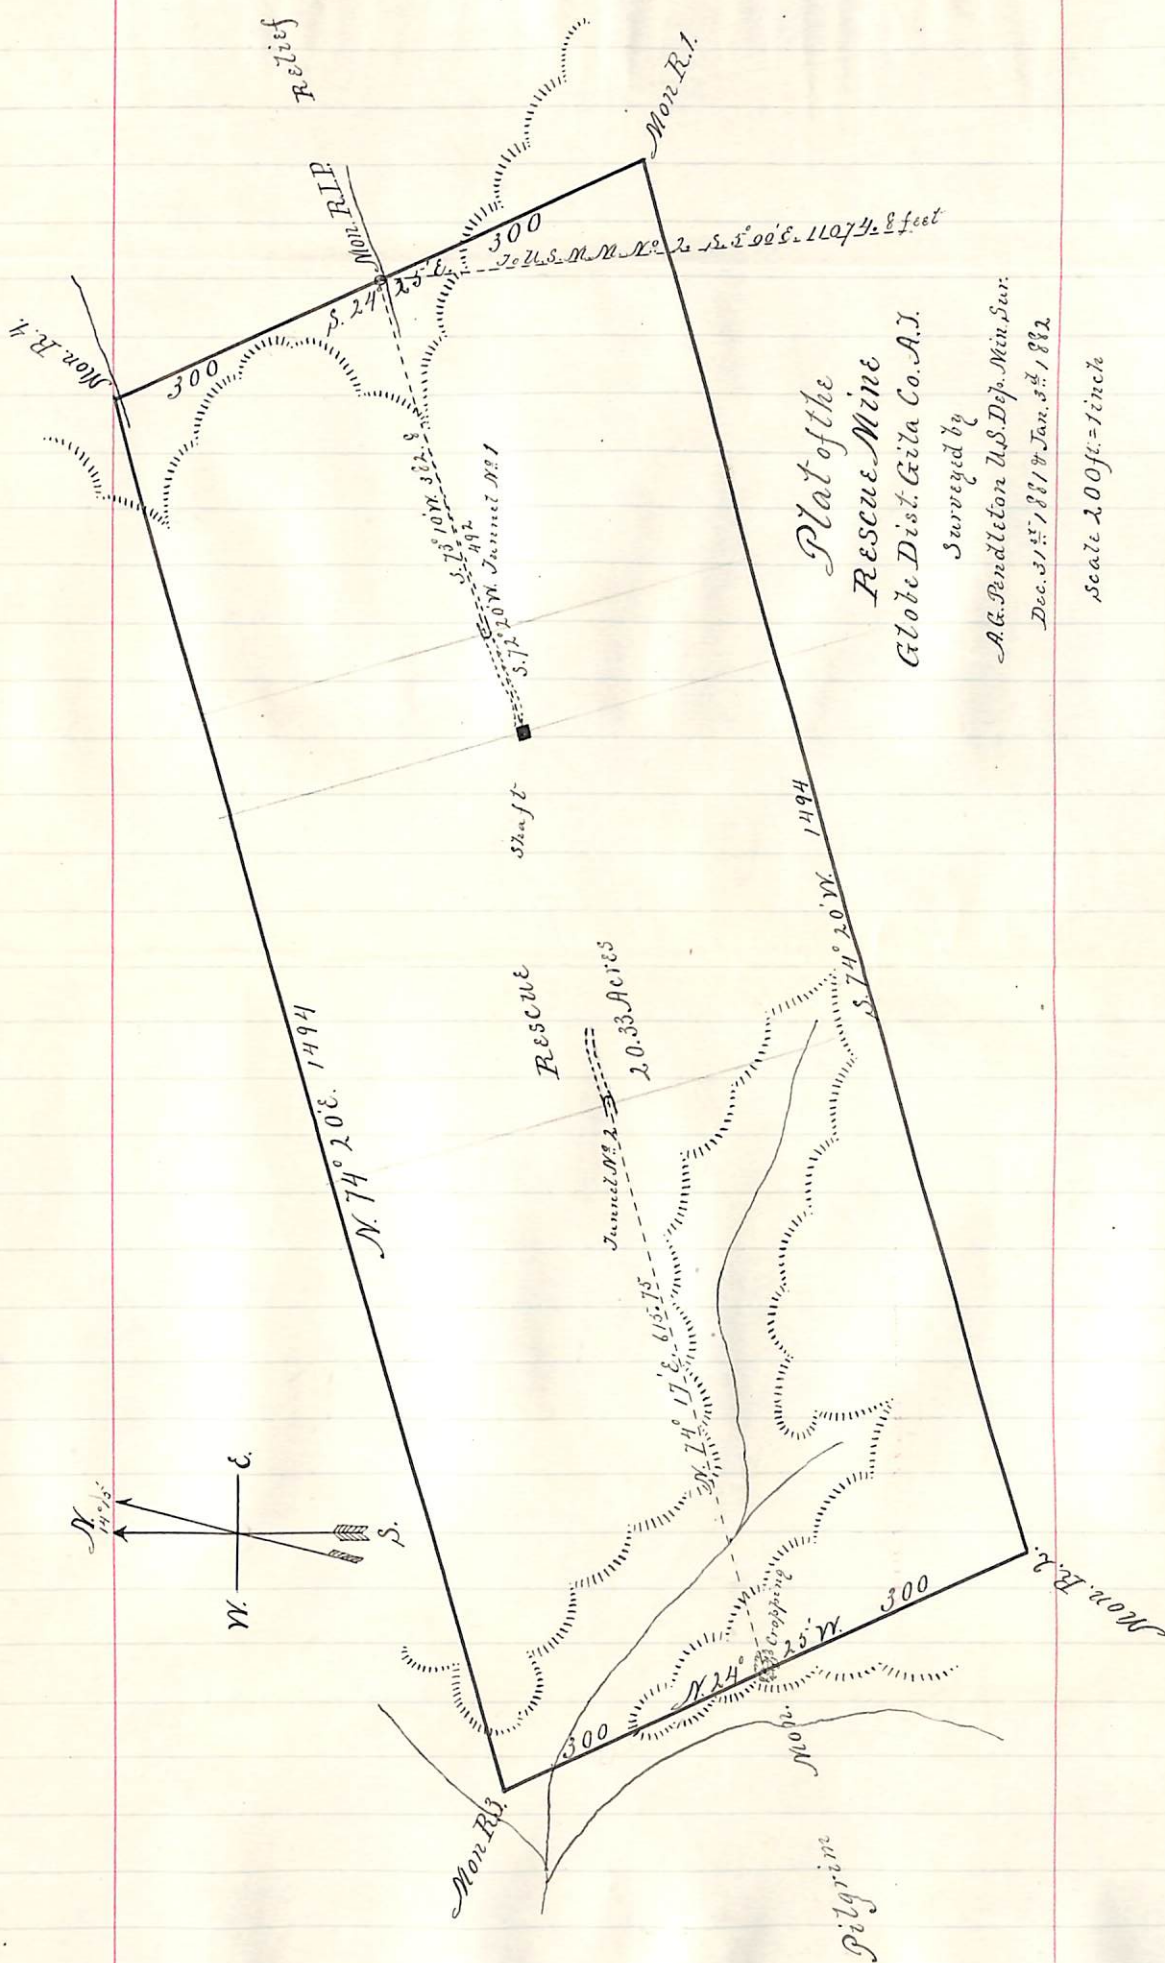 Plat of the
Rescue Mine
Globe Dist. Gila Co. A.T.
Surveyed by
A.G. Pendleton U.S. Dep. Min. Sur.
Dec. 31st 1881 & Jan. 3d 1882
Scale 200 ft. = 1 inch
N.
14°15'
W.
E.
S.
Relief
Mon. R. 4.
Mon. R.I.P.
Mon R.1.
300
S. 24° 25' E.
300
To U.S.M.M. No. 2. S. 5° 00' E. 11074.8 feet
S. 73° 10' W. 382.8
492
S. 72° 20' W. Tunnel No. 1
Shaft
N. 74° 20' E. 1494
Rescue
20.33 Acres
Tunnel No. 2
N. 74° 17' E. 615.75
S. 74° 20' W. 1494
Mon R3.
300
N. 24° 25' W.
300
Cropping
Mon.
Mon. R. 2.
Pilgrim